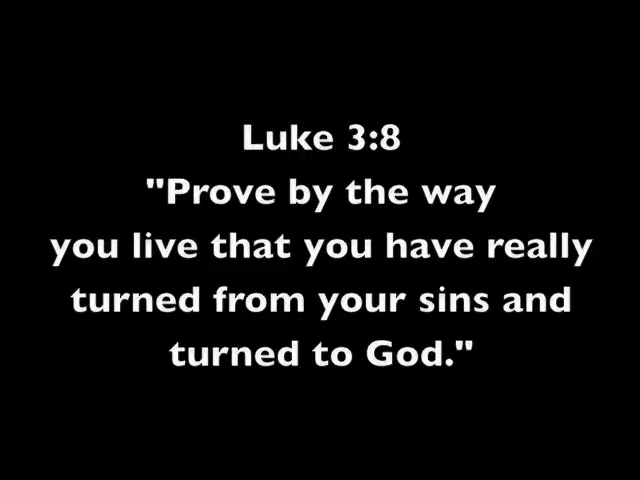 Luke 3:8
"Prove by the way
you live that you have really
turned from your sins and
turned to God."